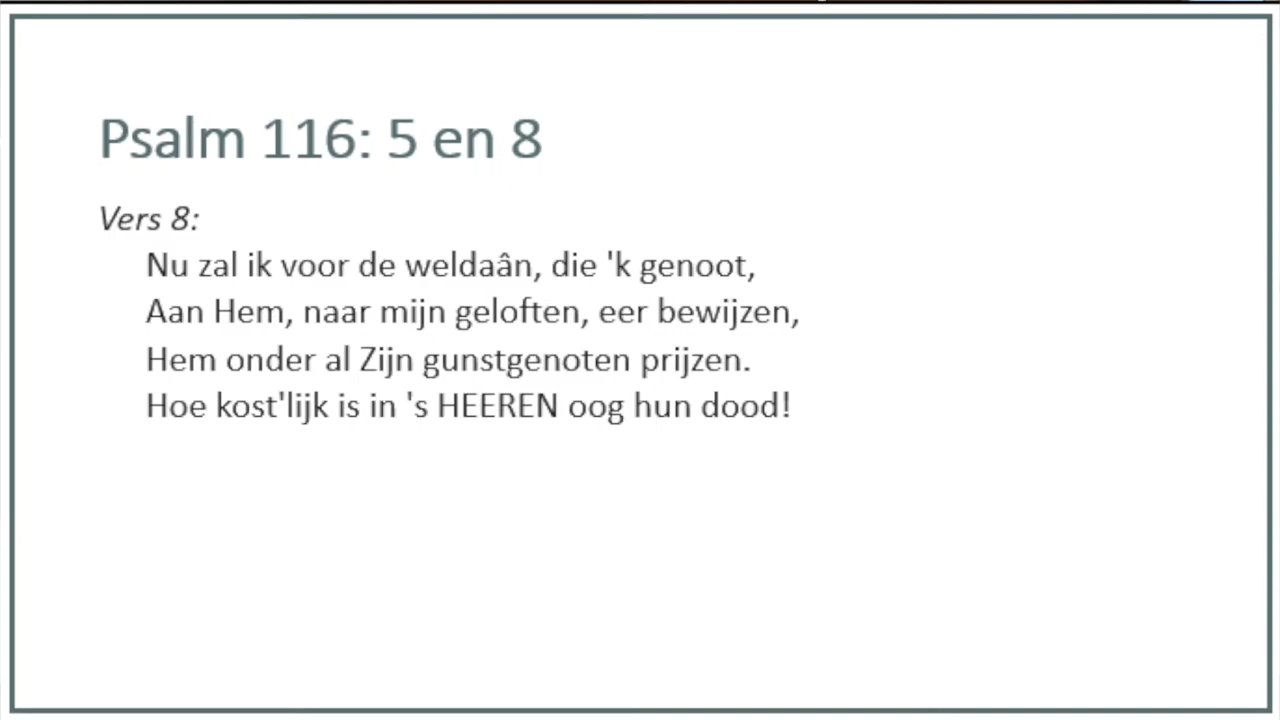 Psalm 116: 5 en 8
Vers 8:
Nu zal ik voor de weldaân, die 'k genoot,
Aan Hem, naar mijn geloften, eer bewijzen,
Hem onder al Zijn gunstgenoten prijzen.
Hoe kost'lijk is in 's HEEREN oog hun dood!